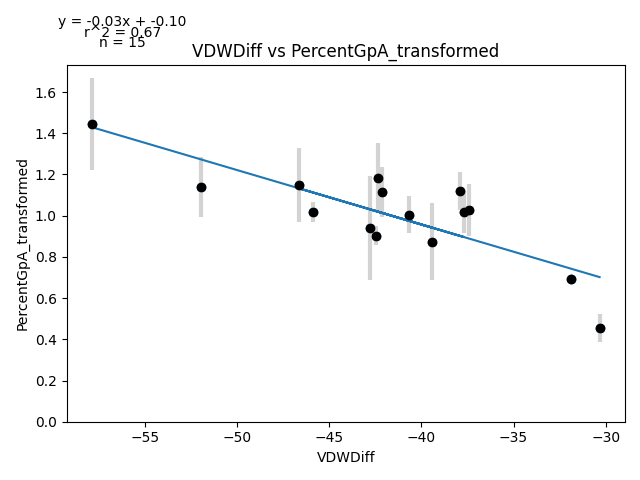 y = -0.03x + -0.10
r^2 = 0.67
n = 15
VDWDiff vs PercentGpA_transformed
PercentGpA_transformed
1.6
1.4
1.2
1.0
0.8
0.6
0.4
0.2
0.0
−55
−50
−45
−40
−35
−30
VDWDiff